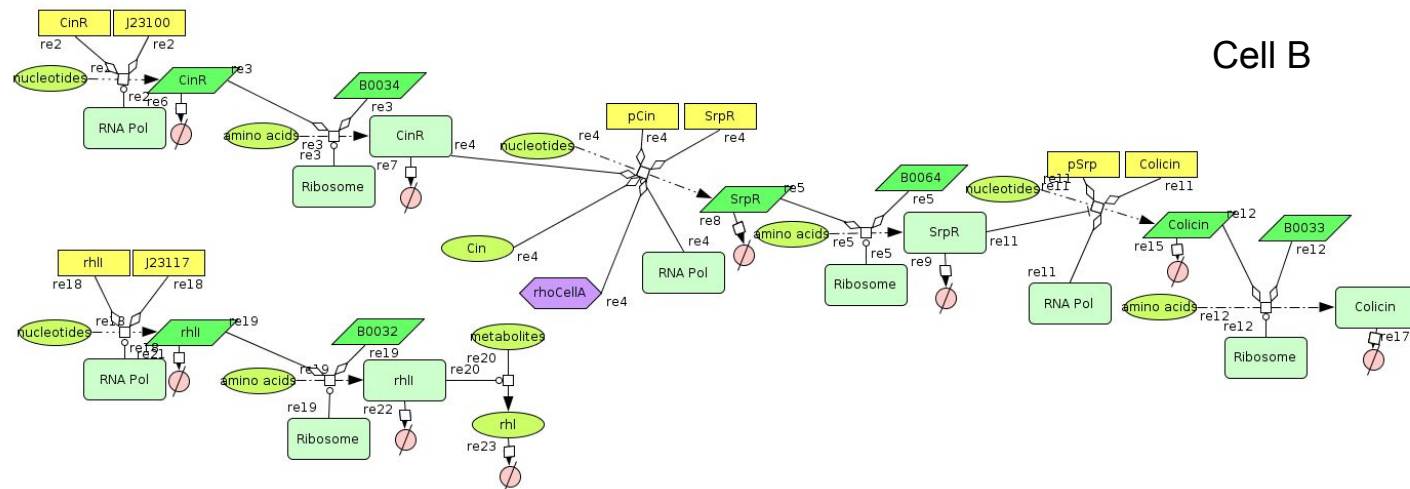 Cell B
CinR
J23100
re2
re2
nucleotides
re2
CinR
re3
re2
re6
RNA Pol
B0034
re3
amino acids
re3
re3
CinR
re4
re7
Ribosome
pCin
SrpR
re4
re4
nucleotides
re4
Cin
re4
rhoCellA
re4
re4
RNA Pol
SrpR
re5
re8
B0064
re5
amino acids
re5
re5
SrpR
re11
re9
Ribosome
pSrp
Colicin
re11
re11
nucleotides
re11
re11
RNA Pol
Colicin
re12
re15
B0033
re12
amino acids
re12
re12
Colicin
re17
Ribosome
rhlI
J23117
re18
re18
nucleotides
re18
rhlI
re19
re18
re21
RNA Pol
B0032
re19
amino acids
re19
re19
rhlI
re20
re22
Ribosome
metabolites
re20
rhl
re23